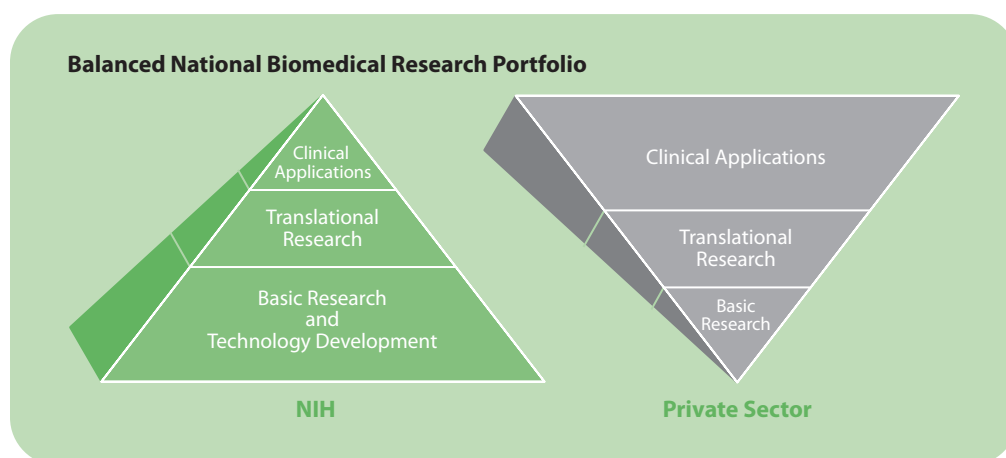 Balanced National Biomedical Research Portfolio
Clinical
Applications
Translational
Research
Basic Research
and
Technology Development
NIH
Clinical Applications
Translational
Research
Basic
Research
Private Sector